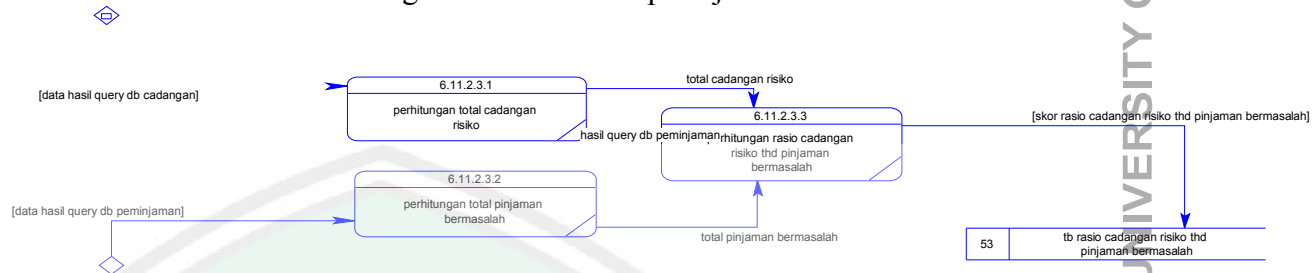 6.11.2.3.1
perhitungan total cadangan
risiko
[data hasil query db cadangan]
total cadangan risiko
6.11.2.3.3
hasil query db peminjaman
rhitungan rasio cadangan
risiko thd pinjaman
bermasalah
[skor rasio cadangan risiko thd pinjaman bermasalah]
6.11.2.3.2
perhitungan total pinjaman
bermasalah
[data hasil query db peminjaman]
total pinjaman bermasalah
53
tb rasio cadangan risiko thd
pinjaman bermasalah
UNIVERSITY